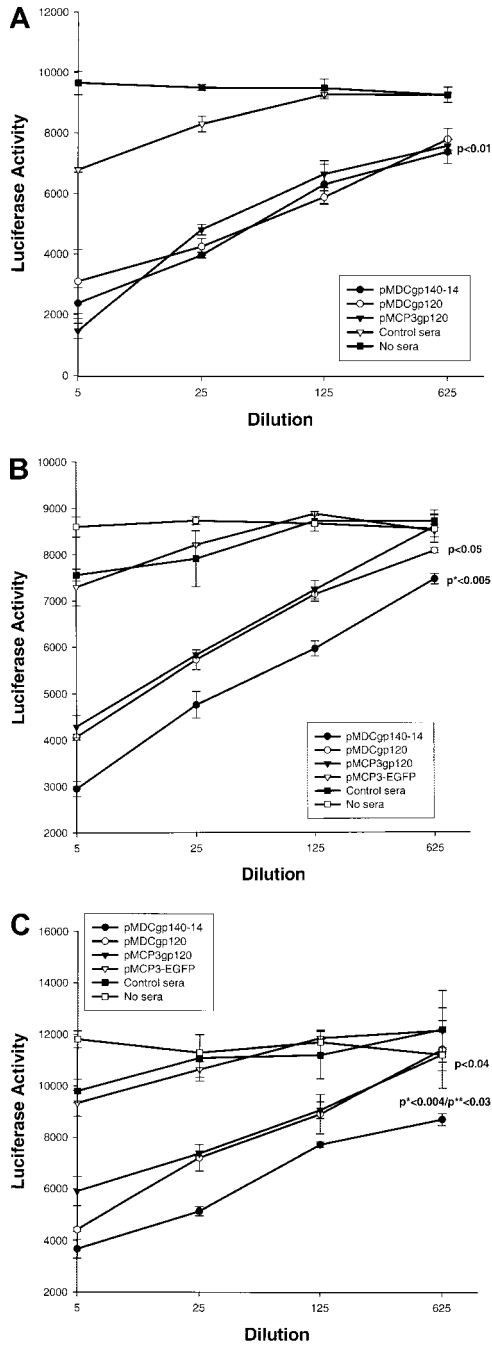 A
12000
10000
8000
6000
4000
2000
0
Luciferase Activity
p<0.01
pMDCgp140-14
pMDCgp120
pMCP3gp120
Control sera
No sera
5 25 125 625
Dilution
B
10000
9000
8000
7000
6000
5000
4000
3000
2000
Luciferase Activity
p<0.05
p*<0.005
pMDCgp140-14
pMDCgp120
pMCP3gp120
pMCP3-EGFP
Control sera
No sera
5 25 125 625
Dilution
C
pMDCgp140-14
pMDCgp120
pMCP3gp120
pMCP3-EGFP
Control sera
No sera
16000
14000
12000
10000
8000
6000
4000
2000
Luciferase Activity
p<0.04
p*<0.004/p**<0.03
5 25 125 625
Dilution